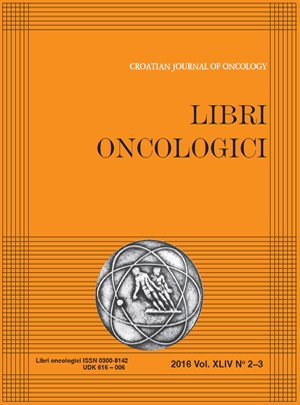 CROATIAN JOURNAL OF ONCOLOGY
LIBRI
ONCOLOGICI
Libri oncologici ISSN 0300-8142
UDK 616 – 006
2016 Vol. XLIV Nº 2–3